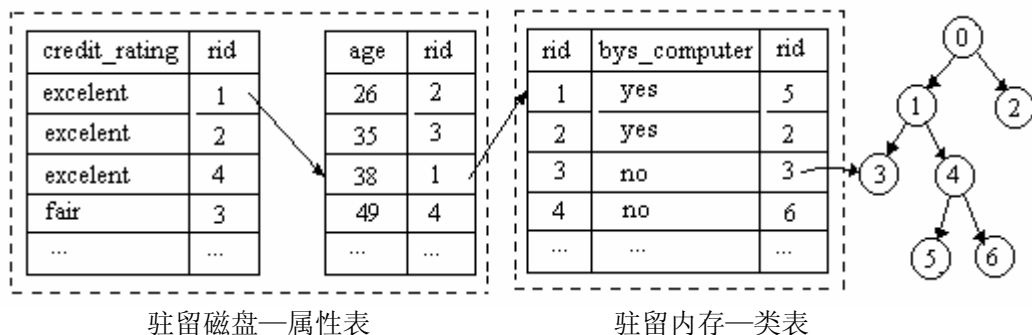 credit_rating rid
excelent 1
excelent 2
excelent 4
fair 3
... ...
age rid
26 2
35 3
38 1
49 4
... ...
rid bys_computer rid
1 yes 5
2 yes 2
3 no 3
4 no 6
... ... ...
0
1 2
3 4
5 6
驻留磁盘—属性表
驻留内存—类表